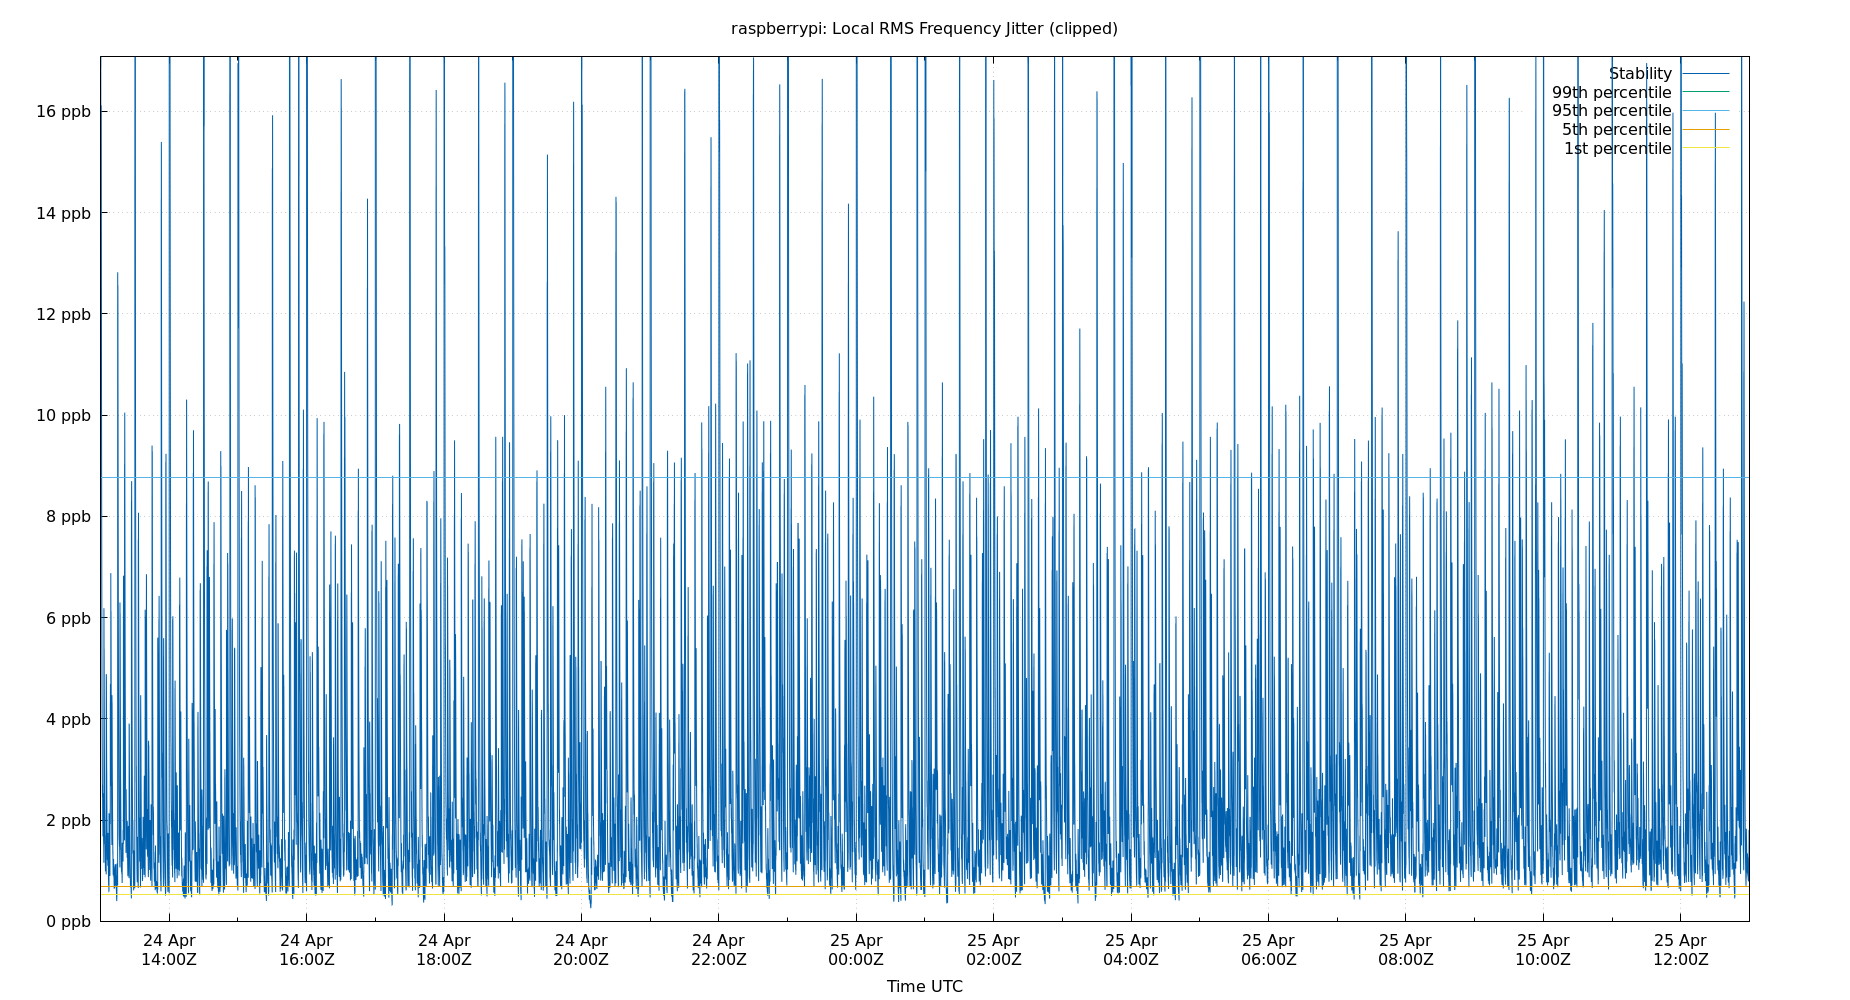 raspberrypi: Local RMS Frequency Jitter (clipped)
Stability
99th percentile
95th percentile
5th percentile
1st percentile
16 ppb
14 ppb
12 ppb
10 ppb
8 ppb
6 ppb
4 ppb
2 ppb
0 ppb
24 Apr
14:00Z
24 Apr
16:00Z
24 Apr
18:00Z
24 Apr
20:00Z
24 Apr
22:00Z
25 Apr
00:00Z
25 Apr
02:00Z
25 Apr
04:00Z
25 Apr
06:00Z
25 Apr
08:00Z
25 Apr
10:00Z
25 Apr
12:00Z
Time UTC